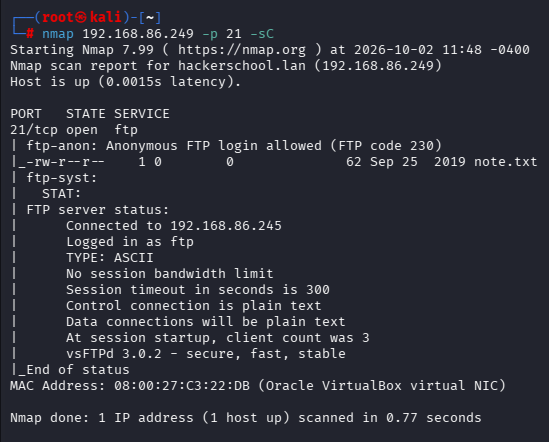 ┌──(root㉿kali)-[~]
└─# nmap 192.168.86.249 -p 21 -sC
Starting Nmap 7.99 ( https://nmap.org ) at 2026-10-02 11:48 -0400
Nmap scan report for hackerschool.lan (192.168.86.249)
Host is up (0.0015s latency).

PORT   STATE SERVICE
21/tcp open  ftp
| ftp-anon: Anonymous FTP login allowed (FTP code 230)
|_-rw-r--r--    1 0        0              62 Sep 25  2019 note.txt
| ftp-syst:
|   STAT:
| FTP server status:
|      Connected to 192.168.86.245
|      Logged in as ftp
|      TYPE: ASCII
|      No session bandwidth limit
|      Session timeout in seconds is 300
|      Control connection is plain text
|      Data connections will be plain text
|      At session startup, client count was 3
|      vsFTPd 3.0.2 - secure, fast, stable
|_End of status
MAC Address: 08:00:27:C3:22:DB (Oracle VirtualBox virtual NIC)

Nmap done: 1 IP address (1 host up) scanned in 0.77 seconds